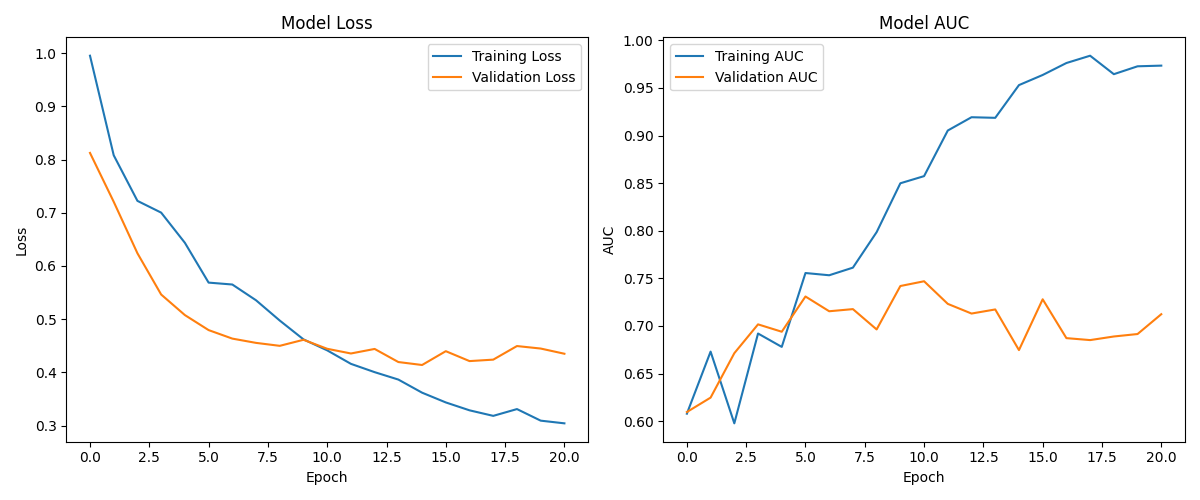 Model Loss
Training Loss
Validation Loss
1.0
0.9
0.8
0.7
0.6
0.5
0.4
0.3
Loss
0.0 2.5 5.0 7.5 10.0 12.5 15.0 17.5 20.0
Epoch
Model AUC
Training AUC
Validation AUC
1.00
0.95
0.90
0.85
0.80
0.75
0.70
0.65
0.60
AUC
0.0 2.5 5.0 7.5 10.0 12.5 15.0 17.5 20.0
Epoch